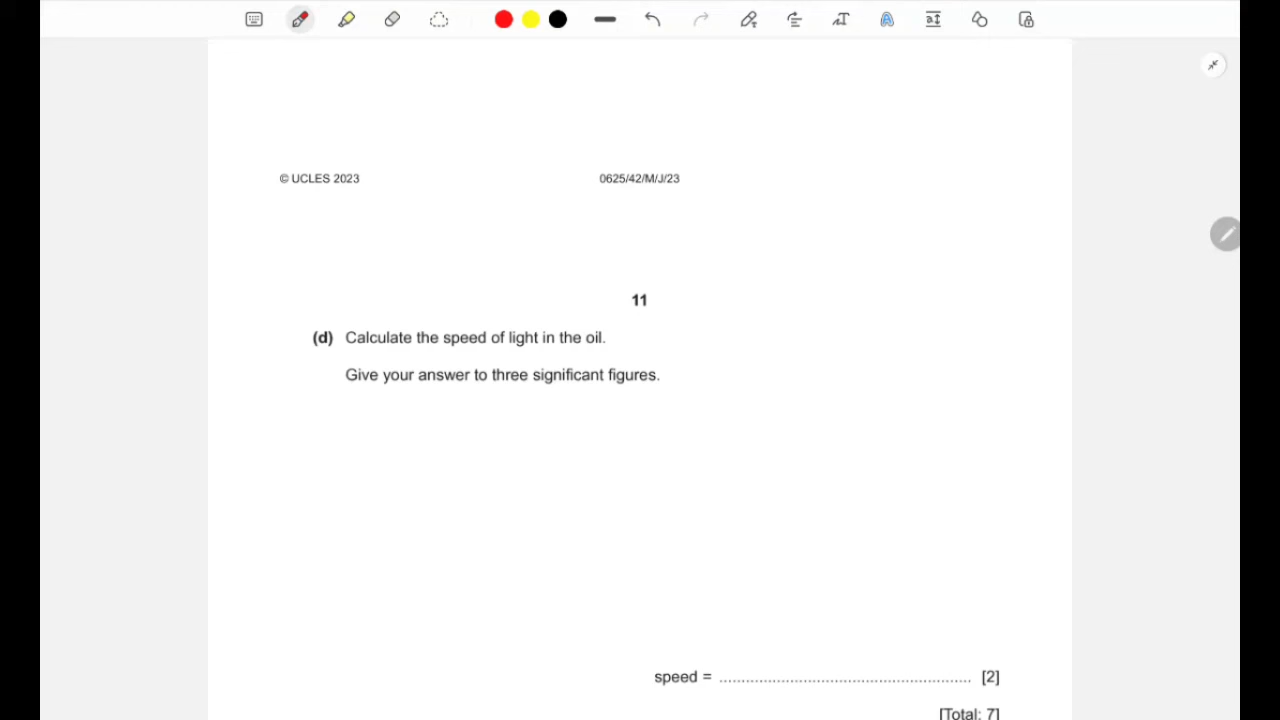 © UCLES 2023
0625/42/M/J/23
11
(d) Calculate the speed of light in the oil.
Give your answer to three significant figures.
speed = ........................................................ [2]
[Total: 7]